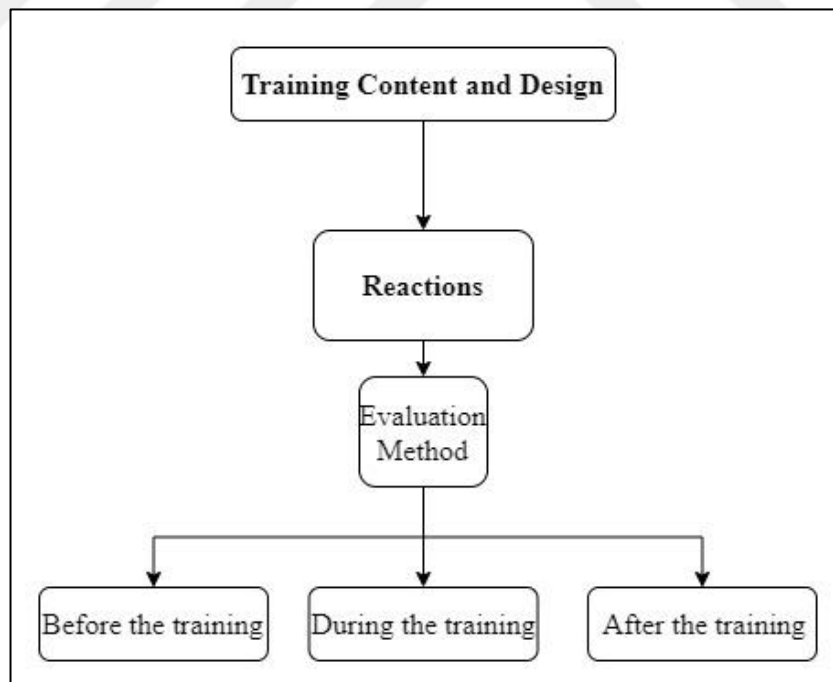 Training Content and Design
Reactions
Evaluation
Method
Before the training
During the training
After the training